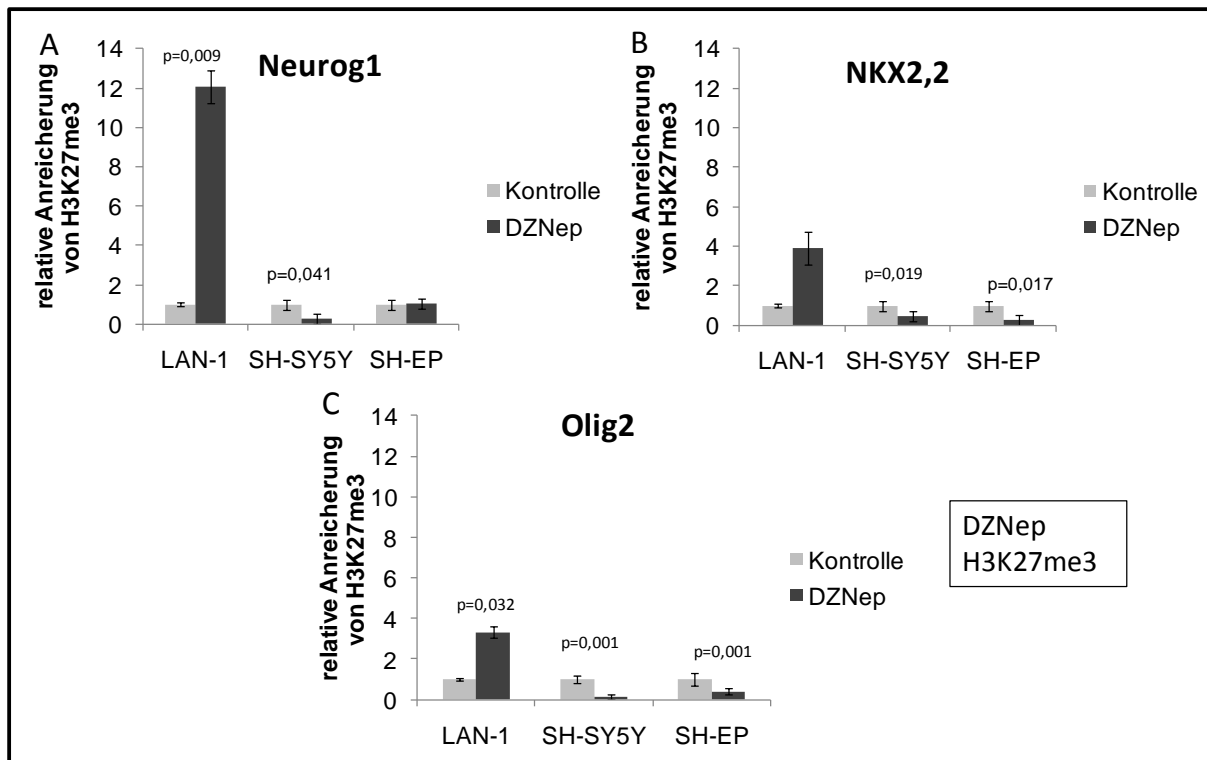 A
Neurog1
relative Anreicherung
von H3K27me3
14
12
10
8
6
4
2
0
p=0,009
p=0,041
LAN-1 SH-SY5Y SH-EP
Kontrolle
DZNep
B
NKX2,2
relative Anreicherung
von H3K27me3
14
12
10
8
6
4
2
0
p=0,019
p=0,017
LAN-1 SH-SY5Y SH-EP
Kontrolle
DZNep
C
Olig2
relative Anreicherung
von H3K27me3
14
12
10
8
6
4
2
0
p=0,032
p=0,001
p=0,001
LAN-1 SH-SY5Y SH-EP
Kontrolle
DZNep
DZNep
H3K27me3